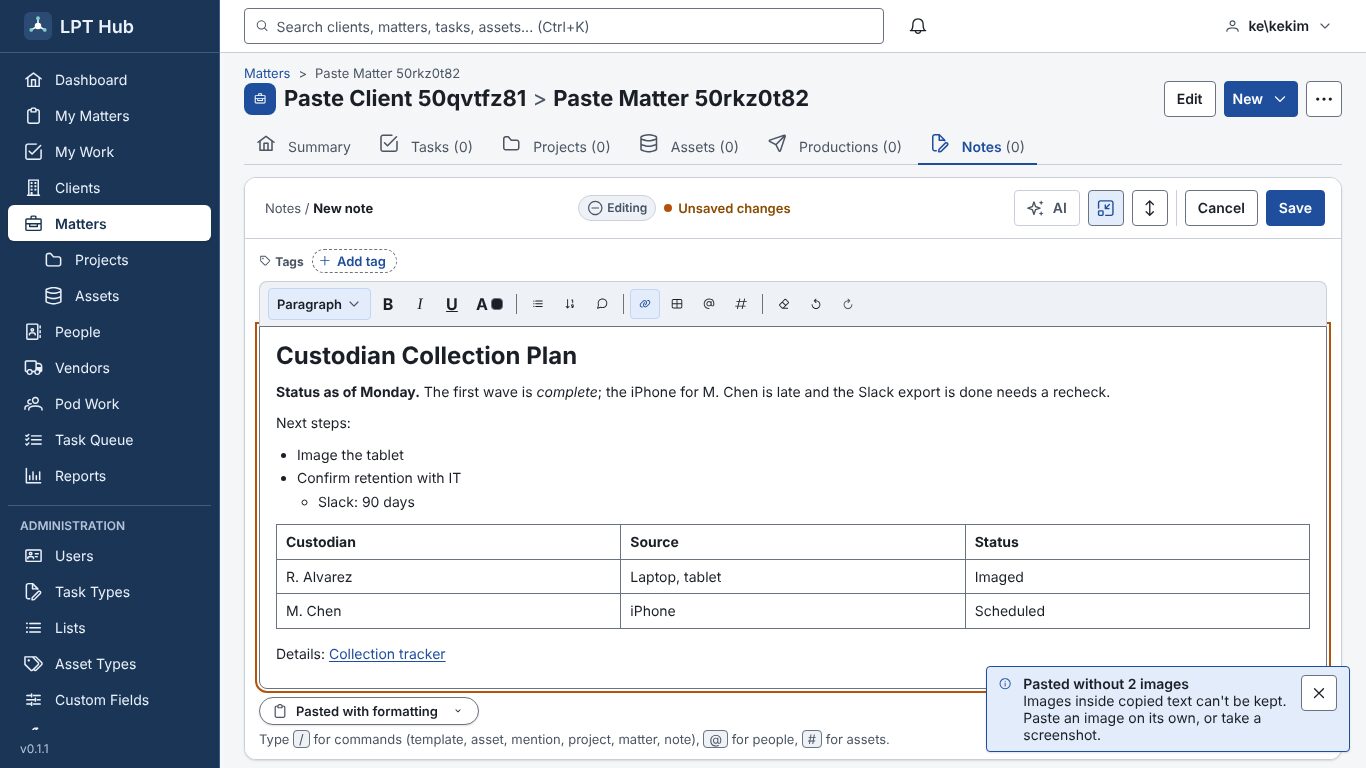 LPT Hub
Search clients, matters, tasks, assets... (Ctrl+K)
ke\kekim
Dashboard
My Matters
My Work
Clients
Matters
Projects
Assets
People
Vendors
Pod Work
Task Queue
Reports
ADMINISTRATION
Users
Task Types
Lists
Asset Types
Custom Fields
v0.1.1
Matters > Paste Matter 50rkz0t82
Paste Client 50qvtfz81 > Paste Matter 50rkz0t82
Edit
New
Summary
Tasks (0)
Projects (0)
Assets (0)
Productions (0)
Notes (0)
Notes / New note
Editing
Unsaved changes
AI
Cancel
Save
Tags
+ Add tag
Paragraph
B I U A @ #
Custodian Collection Plan
Status as of Monday. The first wave is complete; the iPhone for M. Chen is late and the Slack export is done needs a recheck.
Next steps:
• Image the tablet
• Confirm retention with IT
◦ Slack: 90 days
Custodian Source Status
R. Alvarez Laptop, tablet Imaged
M. Chen iPhone Scheduled
Details: Collection tracker
Pasted with formatting
Type / for commands (template, asset, mention, project, matter, note), @ for people, # for assets.
Pasted without 2 images
Images inside copied text can't be kept.
Paste an image on its own, or take a
screenshot.